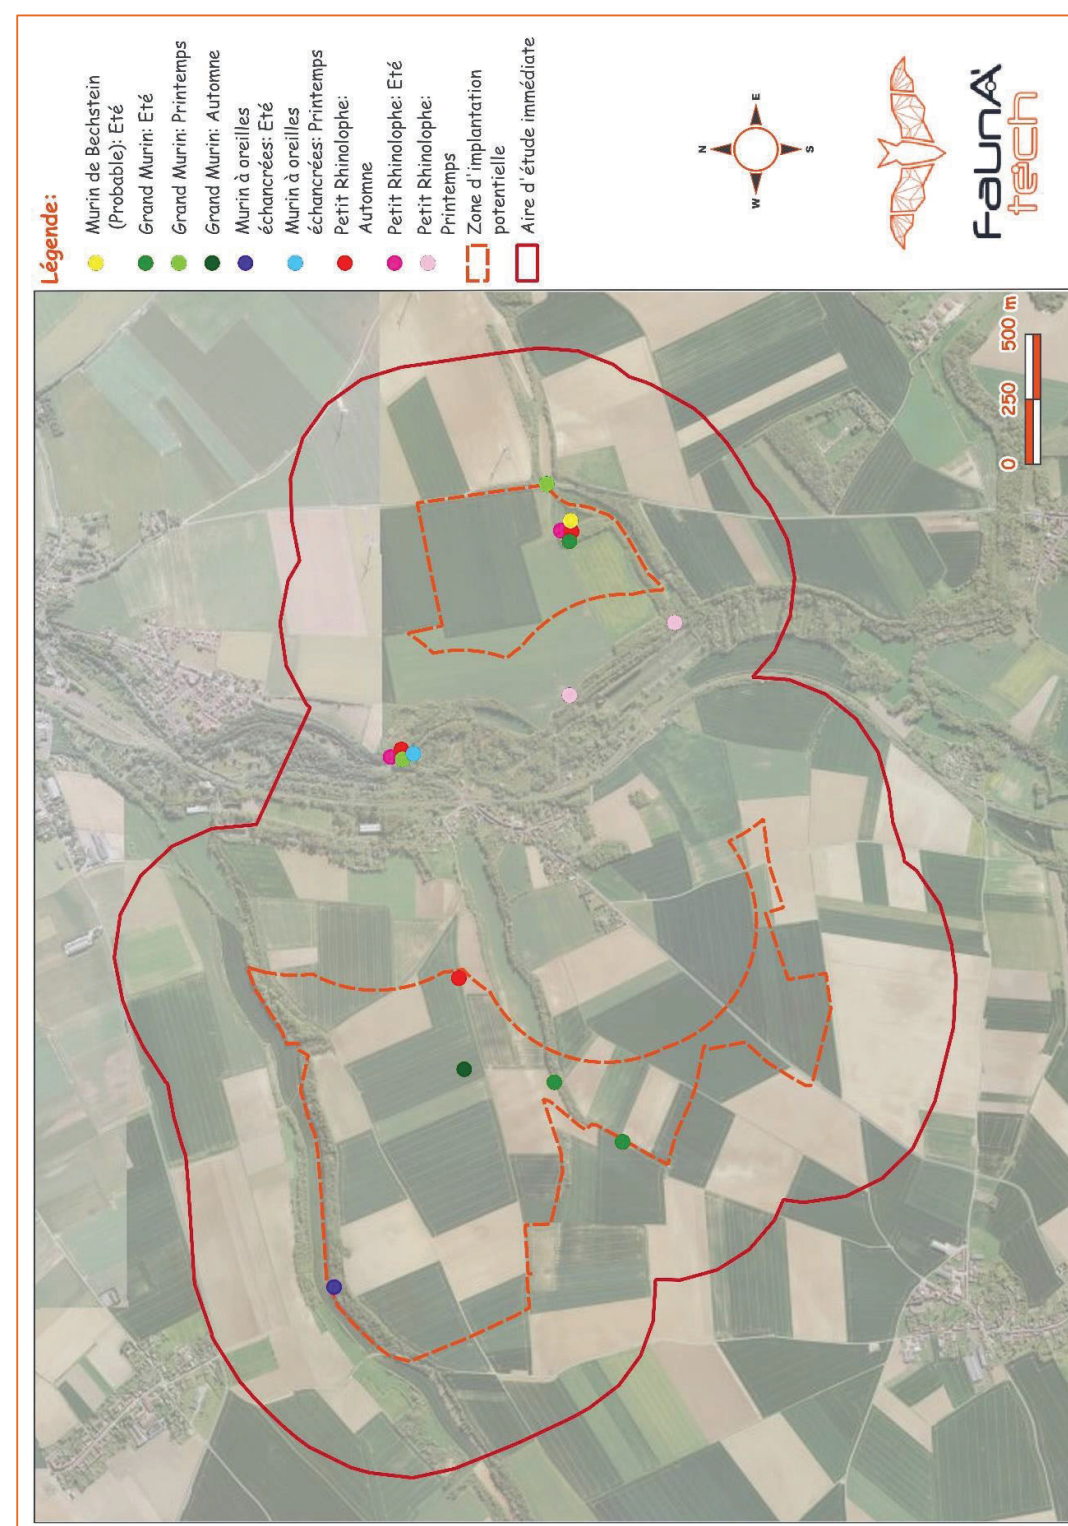 Légende:
Murin de Bechstein
(Probable): Eté
Grand Murin: Eté
Grand Murin: Printemps
Grand Murin: Automne
Murin à oreilles
échancrées: Eté
Murin à oreilles
échancrées: Printemps
Petit Rhinolophe:
Automne
Petit Rhinolophe: Eté
Petit Rhinolophe:
Printemps
Zone d'implantation
potentielle
Aire d'étude immédiate
N
W
E
S
faunA'
tech
0 250 500 m